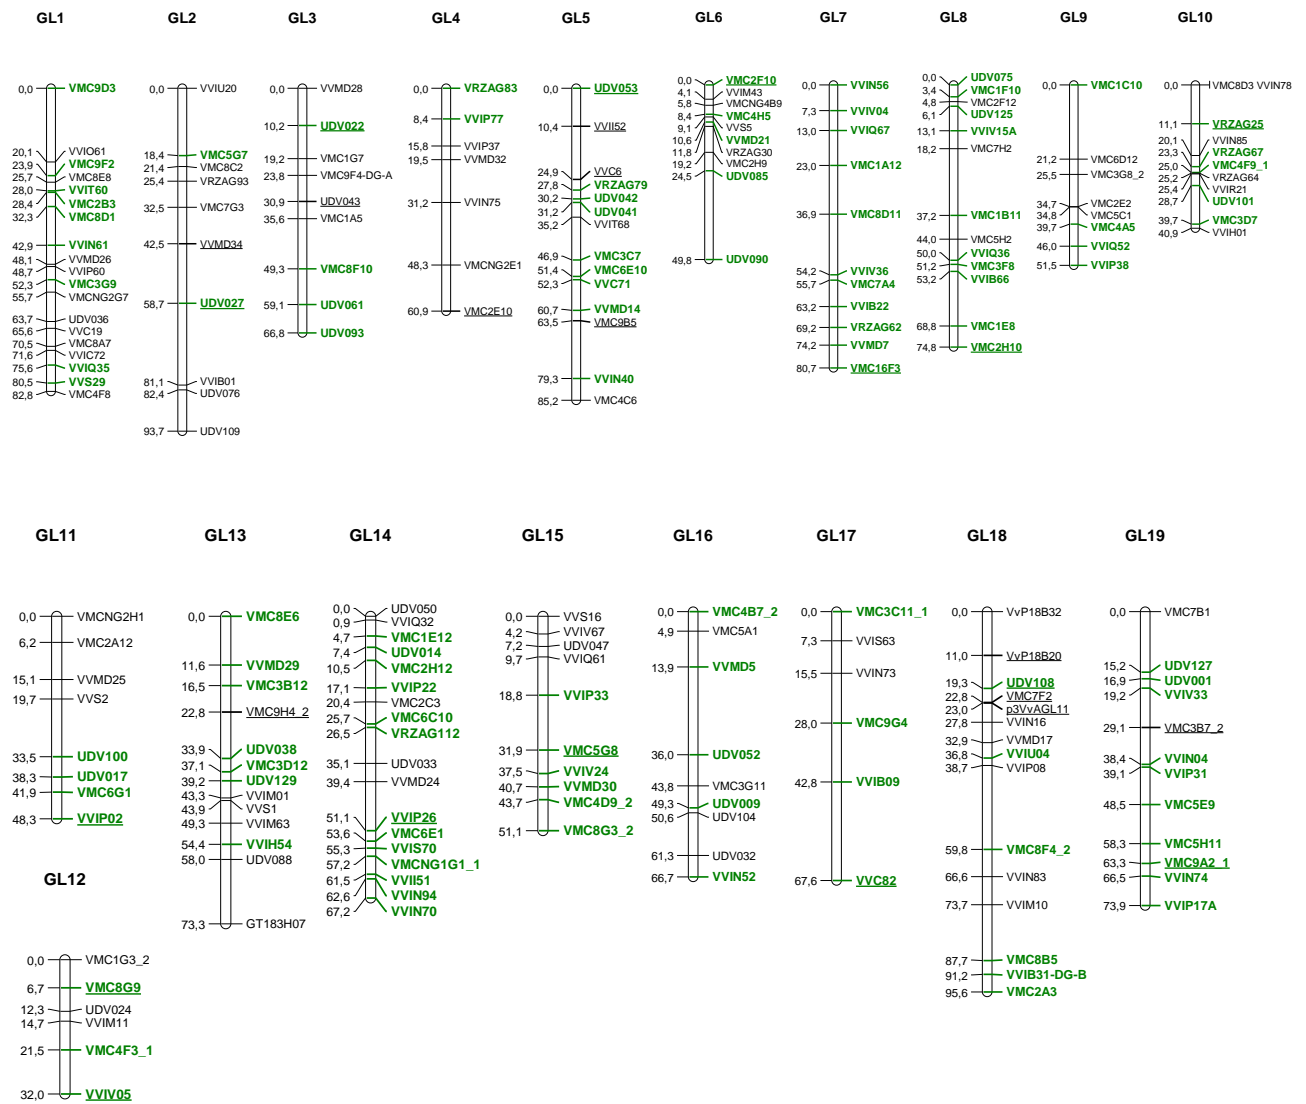 GL1
0,0 VMC9D3
20,1 VVIO61
23,9 VMC9F2
25,7 VMC8E8
28,0 VVIT60
28,4 VMC2B3
32,3 VMC8D1
42,9 VVIN61
48,1 VVMD26
48,7 VVIP60
52,3 VMC3G9
55,7 VMCNG2G7
63,7 UDV036
65,6 VVC19
70,5 VMC8A7
71,6 VVIC72
75,6 VVIQ35
80,5 VVS29
82,8 VMC4F8
GL2
0,0 VVIU20
18,4 VMC5G7
21,4 VMC8C2
25,4 VRZAG93
32,5 VMC7G3
42,5 VVMD34
58,7 UDV027
81,1 VVIB01
82,4 UDV076
93,7 UDV109
GL3
0,0 VVMD28
10,2 UDV022
19,2 VMC1G7
23,8 VMC9F4-DG-A
30,9 UDV043
35,6 VMC1A5
49,3 VMC8F10
59,1 UDV061
66,8 UDV093
GL4
0,0 VRZAG83
8,4 VVIP77
15,8 VVIP37
19,5 VVMD32
31,2 VVIN75
48,3 VMCNG2E1
60,9 VMC2E10
GL5
0,0 UDV053
10,4 VVII52
24,9 VVC6
27,8 VRZAG79
30,2 UDV042
31,2 UDV041
35,2 VVIT68
46,9 VMC3C7
51,4 VMC6E10
52,3 VVC71
60,7 VVMD14
63,5 VMC9B5
79,3 VVIN40
85,2 VMC4C6
GL6
0,0 VMC2F10
4,1 VVIM43
5,8 VMCNG4B9
8,4 VMC4H5
9,1 VVS5
10,6 VVMD21
11,8 VRZAG30
19,2 VMC2H9
24,5 UDV085
49,8 UDV090
GL7
0,0 VVIN56
7,3 VVIV04
13,0 VVIQ67
23,0 VMC1A12
36,9 VMC8D11
54,2 VVIV36
55,7 VMC7A4
63,2 VVIB22
69,2 VRZAG62
74,2 VVMD7
80,7 VMC16F3
GL8
0,0 UDV075
3,4 VMC1F10
4,8 VMC2F12
6,1 UDV125
13,1 VVIV15A
18,2 VMC7H2
37,2 VMC1B11
44,0 VMC5H2
50,0 VVIQ36
51,2 VMC3F8
53,2 VVIB66
68,8 VMC1E8
74,8 VMC2H10
GL9
0,0 VMC1C10
21,2 VMC6D12
25,5 VMC3G8_2
34,7 VMC2E2
34,8 VMC5C1
39,7 VMC4A5
46,0 VVIQ52
51,5 VVIP38
GL10
0,0 VMC8D3 VVIN78
11,1 VRZAG25
20,1 VVIN85
23,3 VRZAG67
25,0 VMC4F9_1
25,2 VRZAG64
25,4 VVIR21
28,7 UDV101
39,7 VMC3D7
40,9 VVIH01
GL11
0,0 VMCNG2H1
6,2 VMC2A12
15,1 VVMD25
19,7 VVS2
33,5 UDV100
38,3 UDV017
41,9 VMC6G1
48,3 VVIP02
GL12
0,0 VMC1G3_2
6,7 VMC8G9
12,3 UDV024
14,7 VVIM11
21,5 VMC4F3_1
32,0 VVIV05
GL13
0,0 VMC8E6
11,6 VVMD29
16,5 VMC3B12
22,8 VMC9H4_2
33,9 UDV038
37,1 VMC3D12
39,2 UDV129
43,3 VVIM01
43,9 VVS1
49,3 VVIM63
54,4 VVIH54
58,0 UDV088
73,3 GT183H07
GL14
0,0 UDV050
0,9 VVIQ32
4,7 VMC1E12
7,4 UDV014
10,5 VMC2H12
17,1 VVIP22
20,4 VMC2C3
25,7 VMC6C10
26,5 VRZAG112
35,1 UDV033
39,4 VVMD24
51,1 VVIP26
53,6 VMC6E1
55,3 VVIS70
57,2 VMCNG1G1_1
61,5 VVII51
62,6 VVIN94
67,2 VVIN70
GL15
0,0 VVS16
4,2 VVIV67
7,2 UDV047
9,7 VVIQ61
18,8 VVIP33
31,9 VMC5G8
37,5 VVIV24
40,7 VVMD30
43,7 VMC4D9_2
51,1 VMC8G3_2
GL16
0,0 VMC4B7_2
4,9 VMC5A1
13,9 VVMD5
36,0 UDV052
43,8 VMC3G11
49,3 UDV009
50,6 UDV104
61,3 UDV032
66,7 VVIN52
GL17
0,0 VMC3C11_1
7,3 VVIS63
15,5 VVIN73
28,0 VMC9G4
42,8 VVIB09
67,6 VVC82
GL18
0,0 VvP18B32
11,0 VvP18B20
19,3 UDV108
22,8 VMC7F2
23,0 p3VvAGL11
27,8 VVIN16
32,9 VVMD17
36,8 VVIU04
38,7 VVIP08
59,8 VMC8F4_2
66,6 VVIN83
73,7 VVIM10
87,7 VMC8B5
91,2 VVIB31-DG-B
95,6 VMC2A3
GL19
0,0 VMC7B1
15,2 UDV127
16,9 UDV001
19,2 VVIV33
29,1 VMC3B7_2
38,4 VVIN04
39,1 VVIP31
48,5 VMC5E9
58,3 VMC5H11
63,3 VMC9A2_1
66,5 VVIN74
73,9 VVIP17A